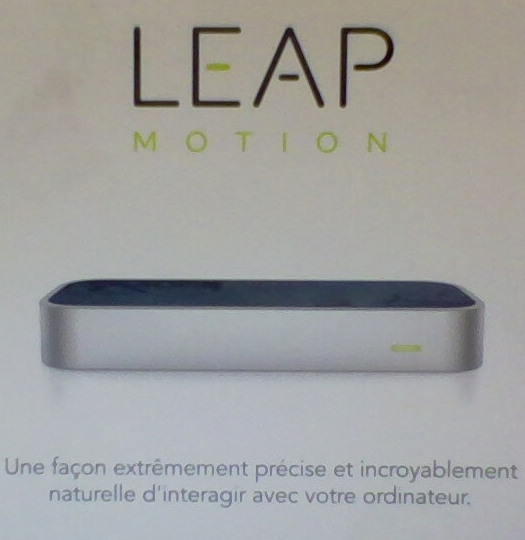 LEAP
MOTION
Une façon extrêmement précise et incroyablement
naturelle d'interagir avec votre ordinateur.